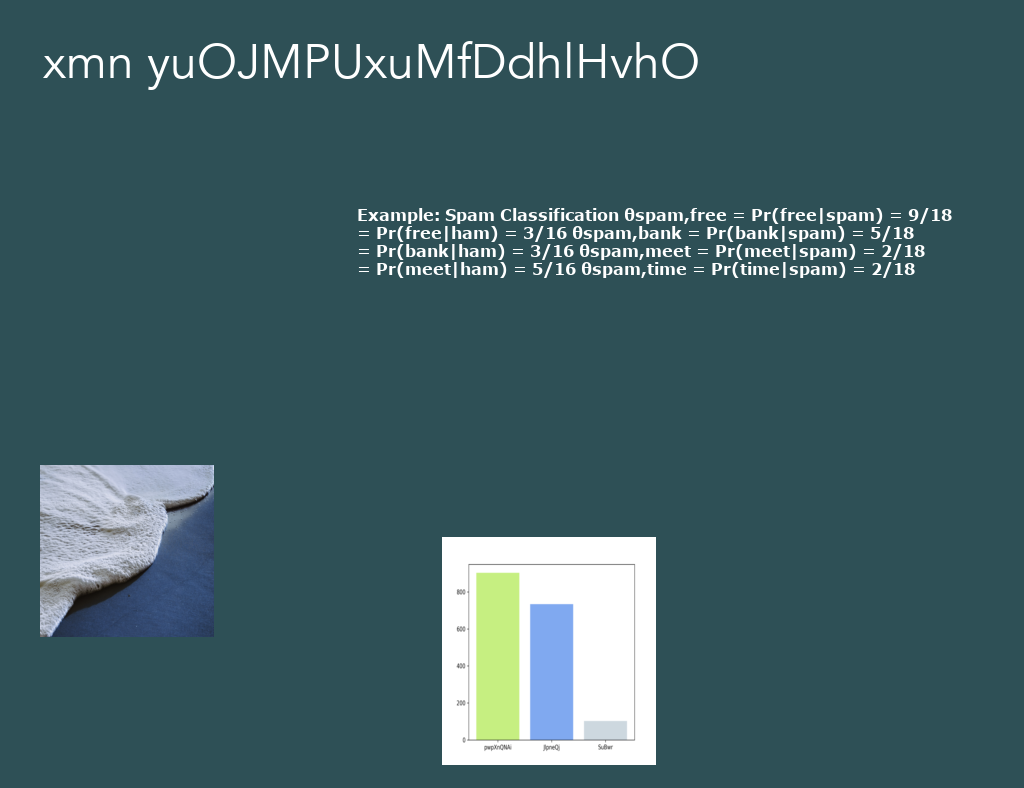 xmn yuOJMPUxuMfDdhlHvhO
Example: Spam Classification θspam,free = Pr(free|spam) = 9/18
= Pr(free|ham) = 3/16 θspam,bank = Pr(bank|spam) = 5/18
= Pr(bank|ham) = 3/16 θspam,meet = Pr(meet|spam) = 2/18
= Pr(meet|ham) = 5/16 θspam,time = Pr(time|spam) = 2/18
800
600
400
200
0
pwpXnQNAi JlpneQj SuBwr